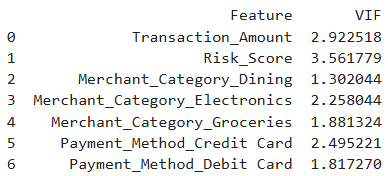 Feature VIF
0 Transaction_Amount 2.922518
1 Risk_Score 3.561779
2 Merchant_Category_Dining 1.302044
3 Merchant_Category_Electronics 2.258044
4 Merchant_Category_Groceries 1.881324
5 Payment_Method_Credit Card 2.495221
6 Payment_Method_Debit Card 1.817270